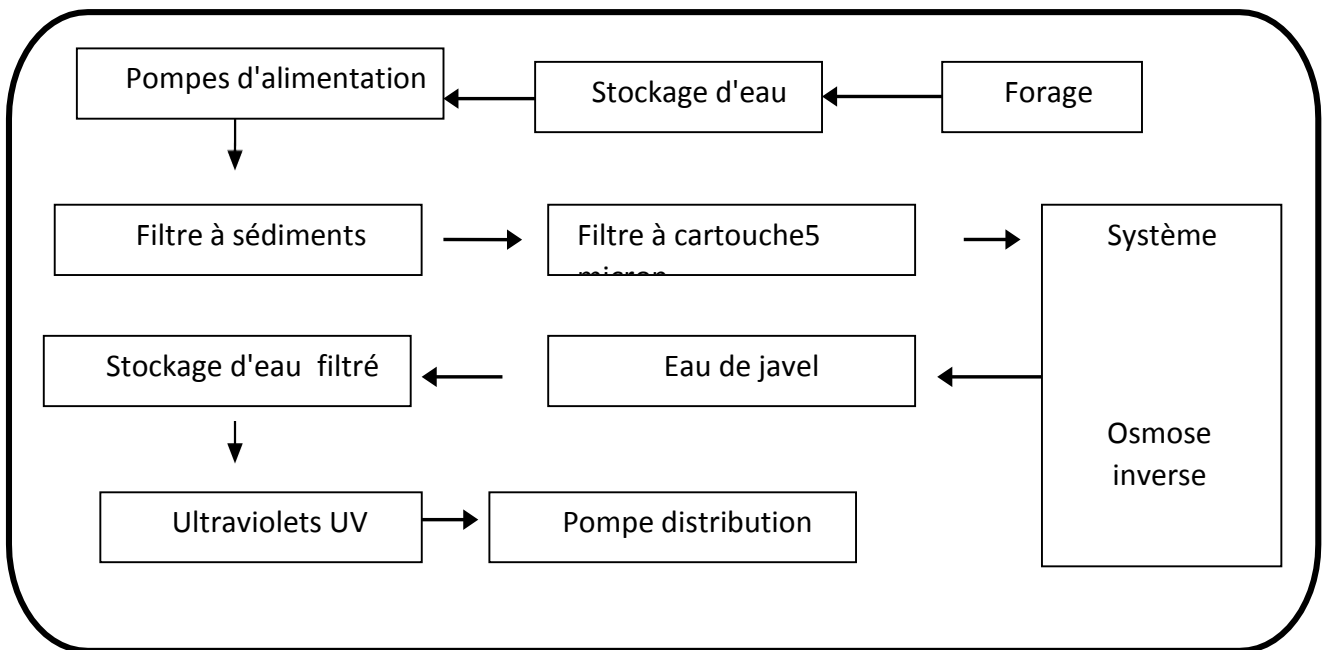 Pompes d'alimentation
Stockage d'eau
Forage
Filtre à sédiments
Filtre à cartouche5
micron
Système
Osmose
inverse
Stockage d'eau filtré
Eau de javel
Ultraviolets UV
Pompe distribution